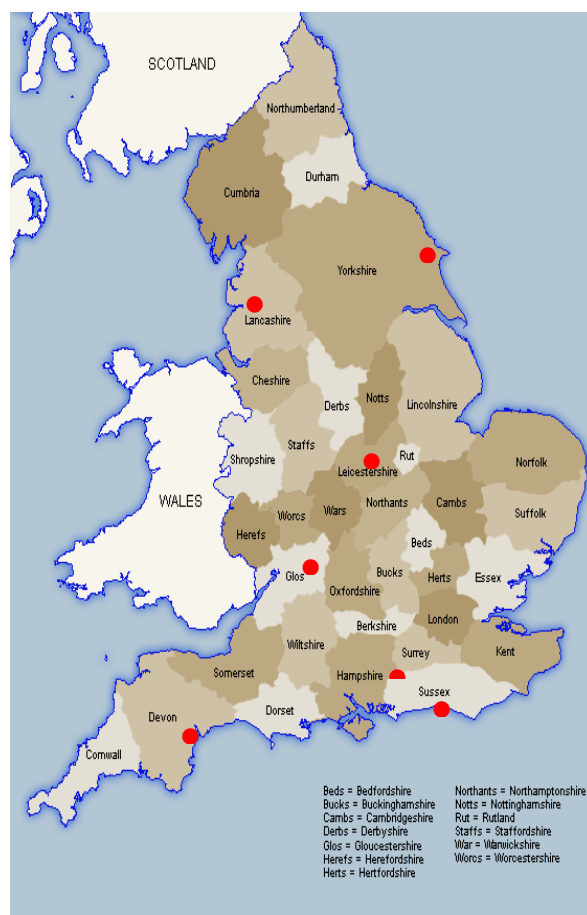 SCOTLAND
Northumberland
Durham
Cumbria
Yorkshire
Lancashire
Cheshire
Derbs
Notts
Lincolnshire
Staffs
Shropshire
Leicestershire
Rut
Norfolk
WALES
Herefs
Worcs
Wars
Northants
Cambs
Suffolk
Beds
Glos
Oxfordshire
Bucks
Herts
Essex
Berkshire
London
Wiltshire
Surrey
Kent
Somerset
Hampshire
Sussex
Devon
Dorset
Cornwall
Beds = Bedfordshire
Bucks = Buckinghamshire
Cambs = Cambridgeshire
Derbs = Derbyshire
Glos = Gloucestershire
Herefs = Herefordshire
Herts = Hertfordshire
Northants = Northamptonshire
Notts = Nottinghamshire
Rut = Rutland
Staffs = Staffordshire
War = Warwickshire
Worcs = Worcestershire